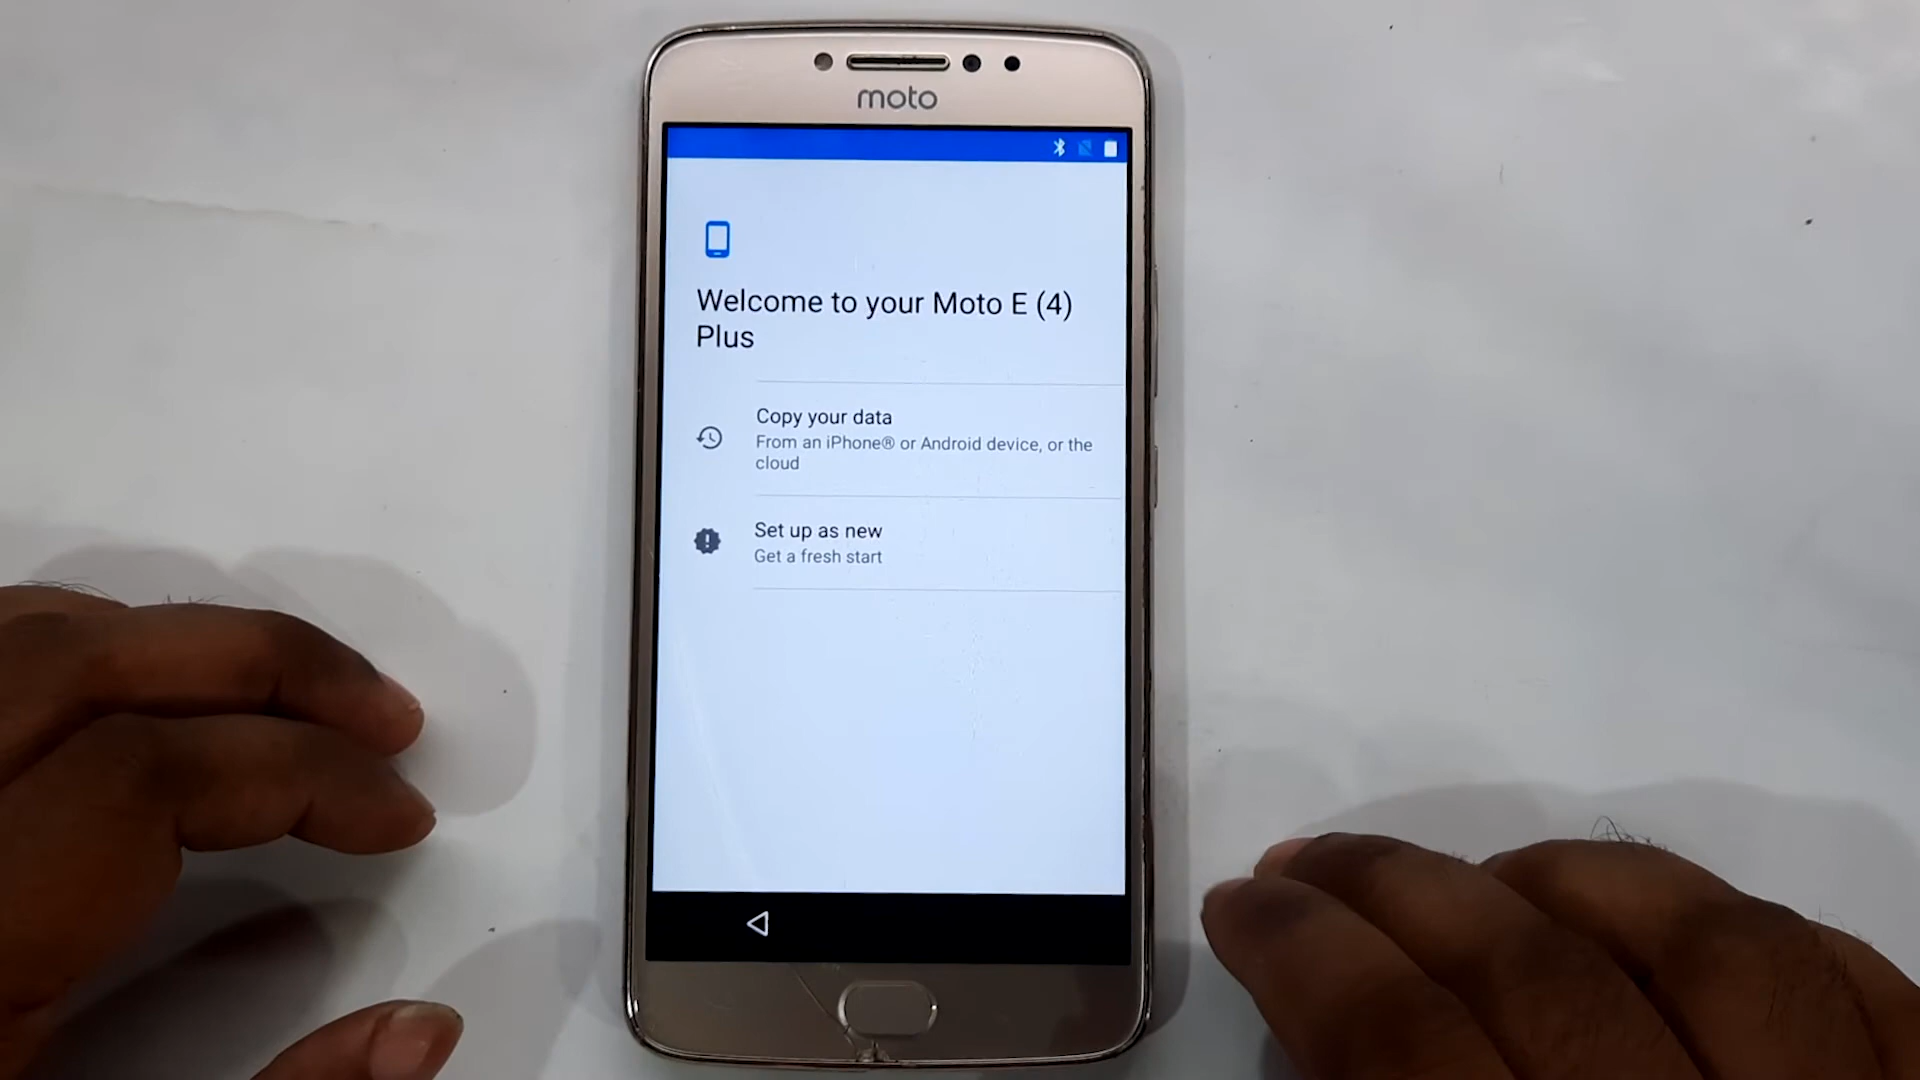 moto
Welcome to your Moto E (4)
Plus
Copy your data
From an iPhone® or Android device, or the
cloud
Set up as new
Get a fresh start